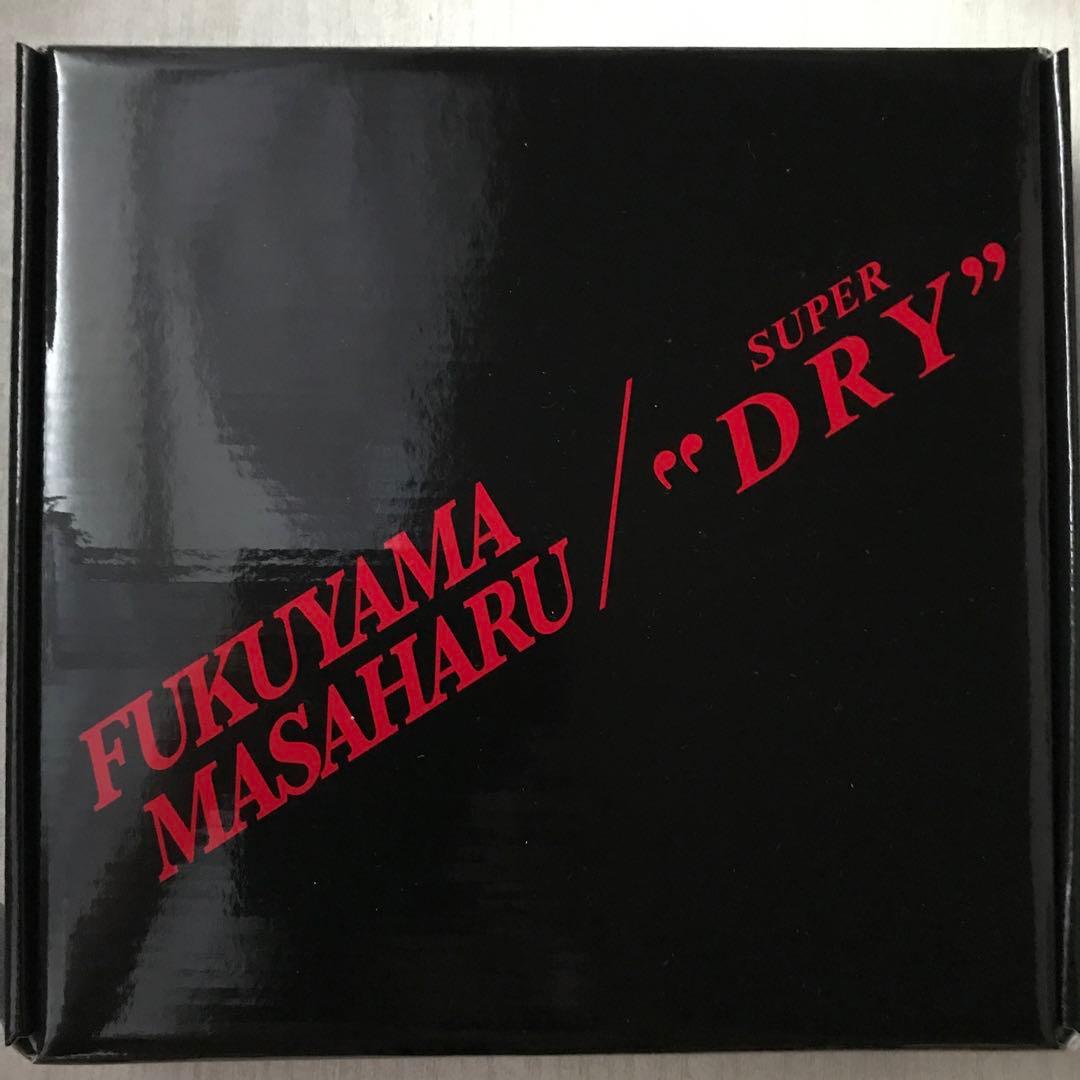 FUKUYAMA
MASAHARU /
SUPER
“DRY”